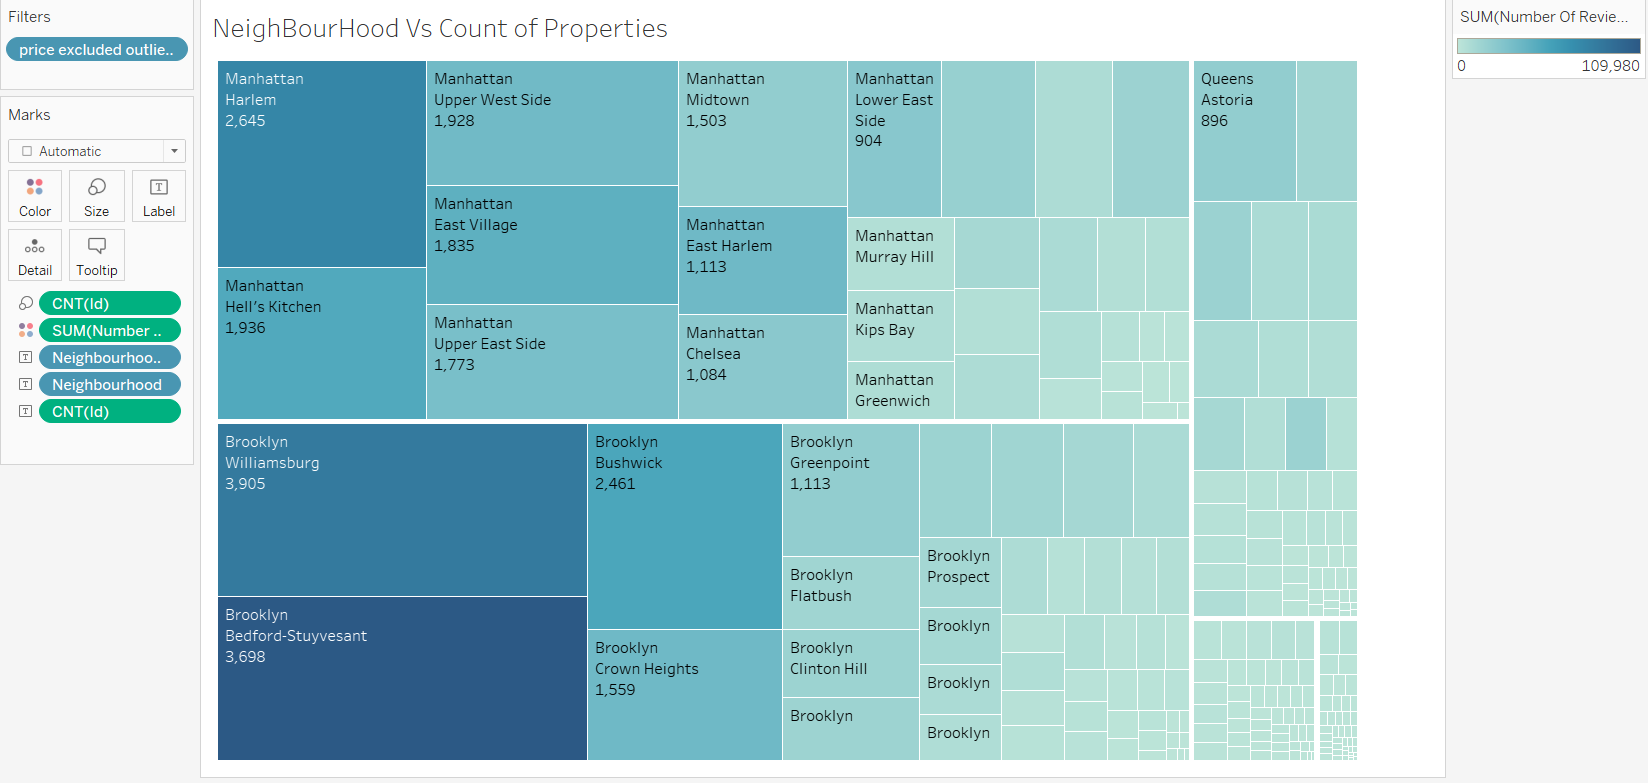 Filters
price excluded outlie..
Marks
Automatic
Color
Size
Label
Detail
Tooltip
CNT(Id)
SUM(Number ..
Neighbourhoo..
Neighbourhood
CNT(Id)
NeighBourHood Vs Count of Properties
Manhattan
Harlem
2,645
Manhattan
Hell's Kitchen
1,936
Manhattan
Upper West Side
1,928
Manhattan
East Village
1,835
Manhattan
Upper East Side
1,773
Manhattan
Midtown
1,503
Manhattan
East Harlem
1,113
Manhattan
Chelsea
1,084
Manhattan
Lower East
Side
904
Manhattan
Murray Hill
Manhattan
Kips Bay
Manhattan
Greenwich
Queens
Astoria
896
Brooklyn
Williamsburg
3,905
Brooklyn
Bedford-Stuyvesant
3,698
Brooklyn
Bushwick
2,461
Brooklyn
Crown Heights
1,559
Brooklyn
Greenpoint
1,113
Brooklyn
Flatbush
Brooklyn
Clinton Hill
Brooklyn
Brooklyn
Prospect
Brooklyn
Brooklyn
Brooklyn
SUM(Number Of Revie...
0 109,980